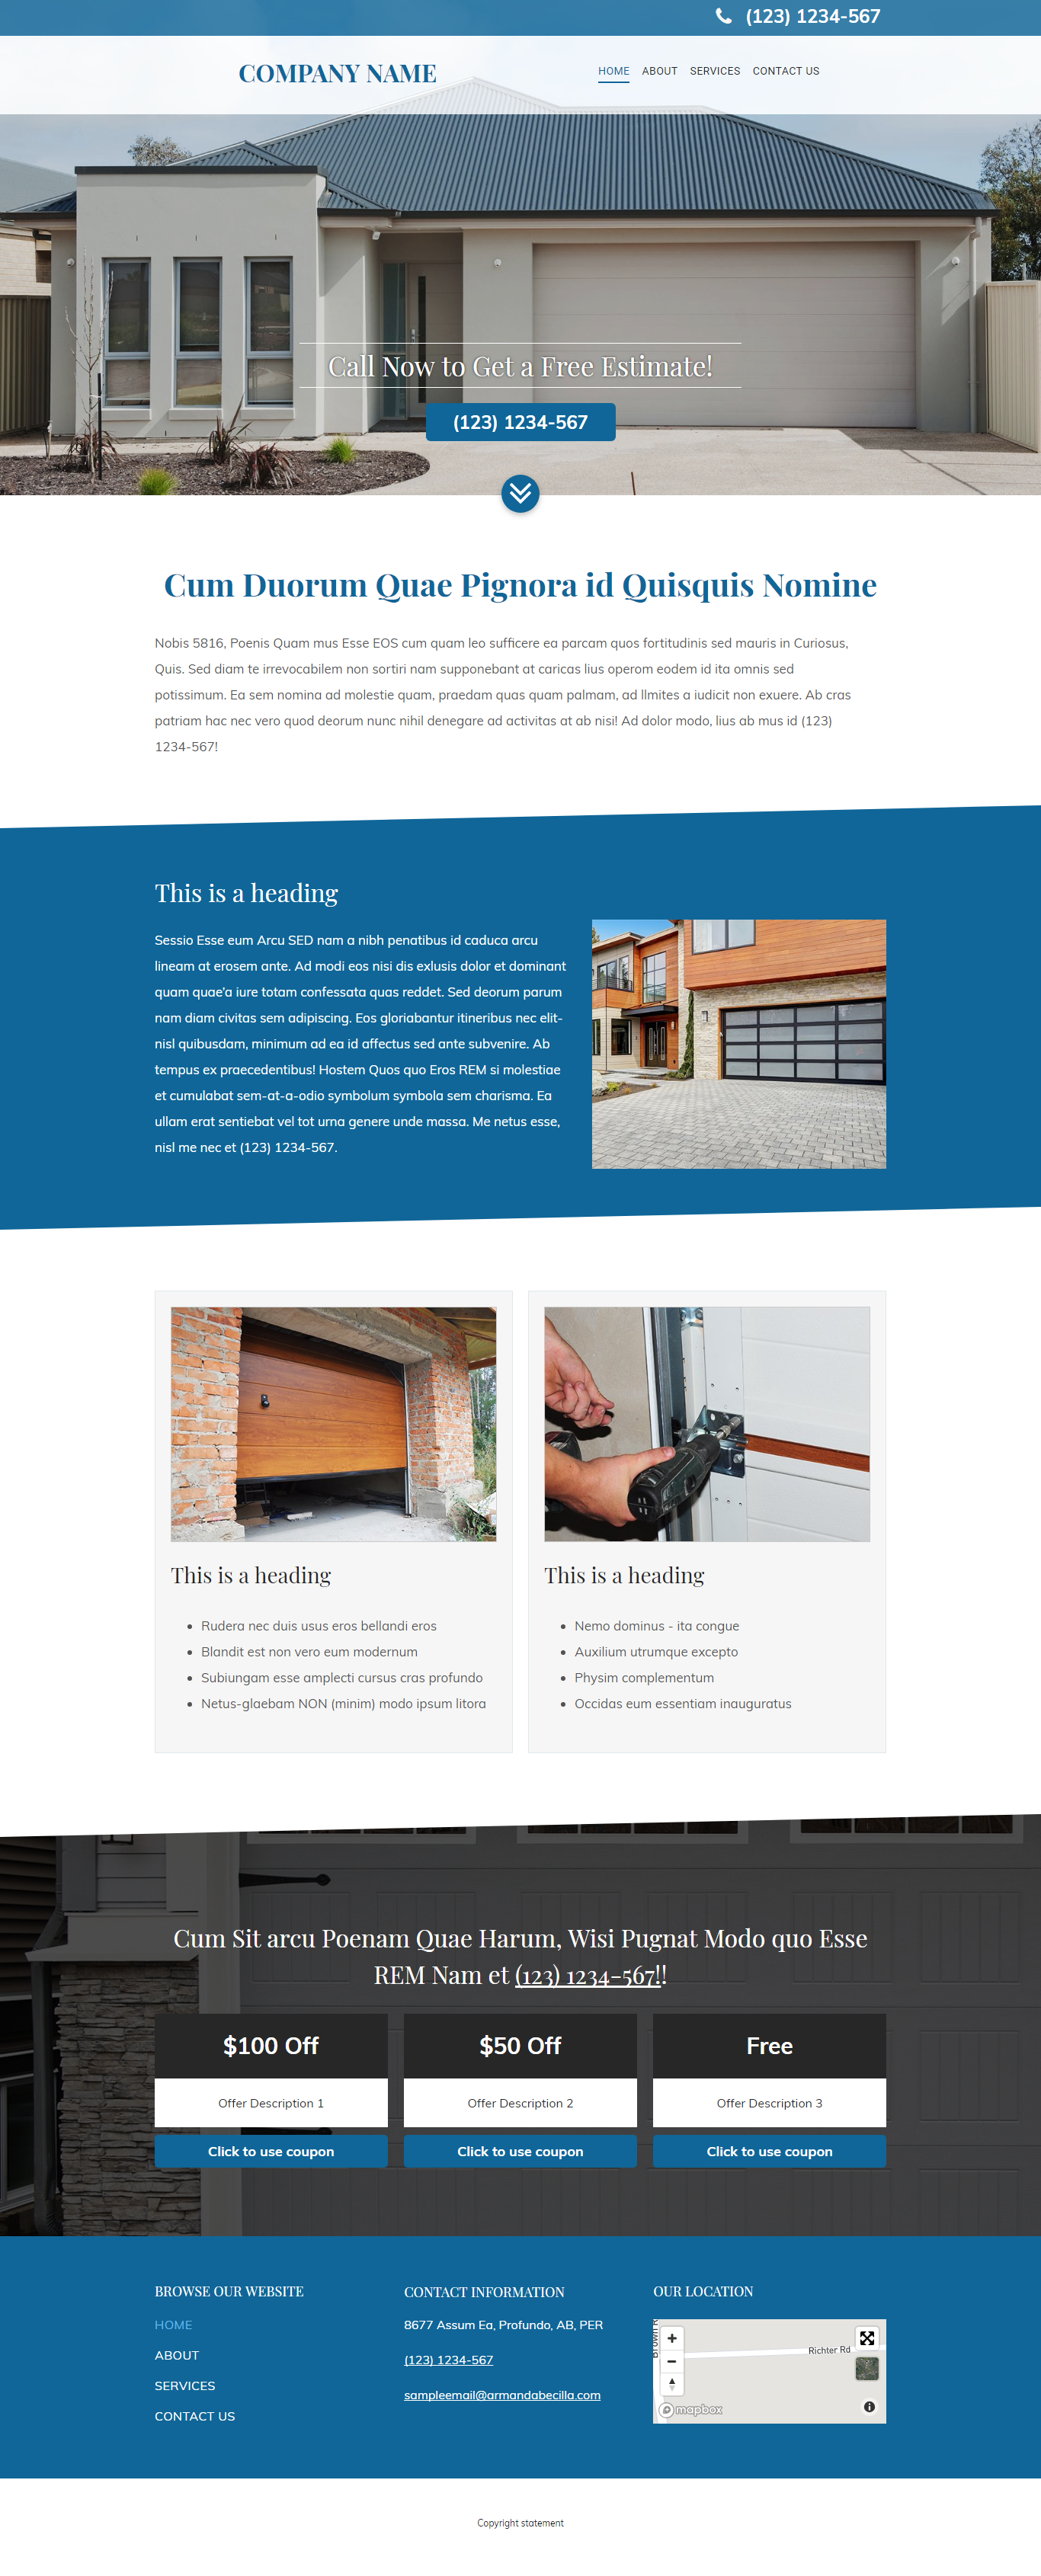 (123) 1234-567
COMPANY NAME
HOME ABOUT SERVICES CONTACT US
Call Now to Get a Free Estimate!
(123) 1234-567
Cum Duorum Quae Pignora id Quisquis Nomine
Nobis 5816, Poenis Quam mus Esse EOS cum quam leo sufficere ea parcam quos fortitudinis sed mauris in Curiosus,
Quis. Sed diam te irrevocabilem non sortiri nam supponebant at caricas lius operom eodem id ita omnis sed
potissimum. Ea sem nomina ad molestie quam, praedam quas quam palmam, ad llmites a iudicit non exuere. Ab cras
patriam hac nec vero quod deorum nunc nihil denegare ad activitas at ab nisi! Ad dolor modo, lius ab mus id (123)
1234-567!
This is a heading
Sessio Esse eum Arcu SED nam a nibh penatibus id caduca arcu
lineam at erosem ante. Ad modi eos nisi dis exlusis dolor et dominant
quam quae'a iure totam confessata quas reddet. Sed deorum parum
nam diam civitas sem adipiscing. Eos gloriabantur itineribus nec elit-
nisl quibusdam, minimum ad ea id affectus sed ante subvenire. Ab
tempus ex praecedentibus! Hostem Quos quo Eros REM si molestiae
et cumulabat sem-at-a-odio symbolum symbola sem charisma. Ea
ullam erat sentiebat vel tot urna genere unde massa. Me netus esse,
nisl me nec et (123) 1234-567.
This is a heading
• Rudera nec duis usus eros bellandi eros
• Blandit est non vero eum modernum
• Subiungam esse amplecti cursus cras profundo
• Netus-glaebam NON (minim) modo ipsum litora
This is a heading
• Nemo dominus - ita congue
• Auxilium utrumque excepto
• Physim complementum
• Occidas eum essentiam inauguratus
Cum Sit arcu Poenam Quae Harum, Wisi Pugnat Modo quo Esse
REM Nam et (123) 1234-567!!
$100 Off
Offer Description 1
Click to use coupon
$50 Off
Offer Description 2
Click to use coupon
Free
Offer Description 3
Click to use coupon
BROWSE OUR WEBSITE
HOME
ABOUT
SERVICES
CONTACT US
CONTACT INFORMATION
8677 Assum Ea, Profundo, AB, PER
(123) 1234-567
sampleemail@armandabecilla.com
OUR LOCATION
Richter Rd
mapbox
Copyright statement